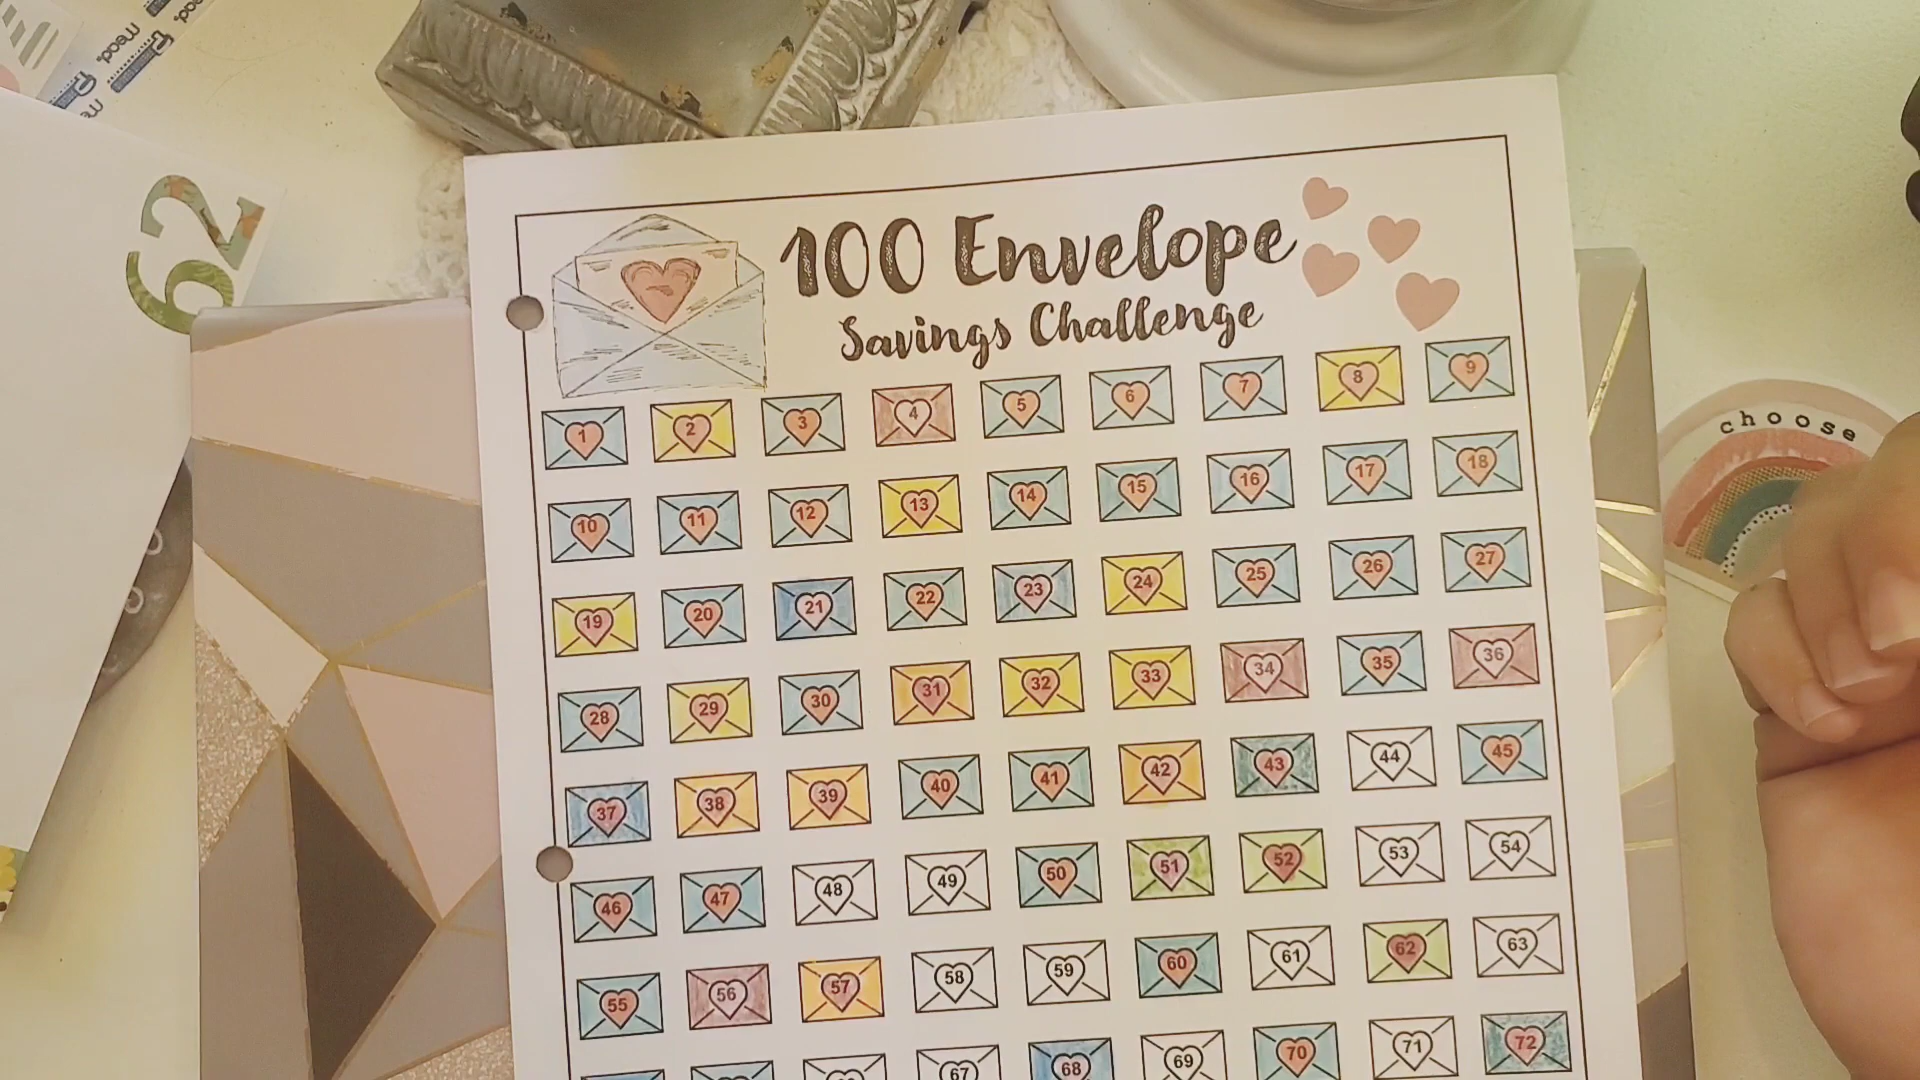 Mead.
Mead.
62
100 Envelope
Savings Challenge
1 2 3 4 5 6 7 8 9
10 11 12 13 14 15 16 17 18
19 20 21 22 23 24 25 26 27
28 29 30 31 32 33 34 35 36
37 38 39 40 41 42 43 44 45
46 47 48 49 50 51 52 53 54
55 56 57 58 59 60 61 62 63
67 68 69 70 71 72
choose